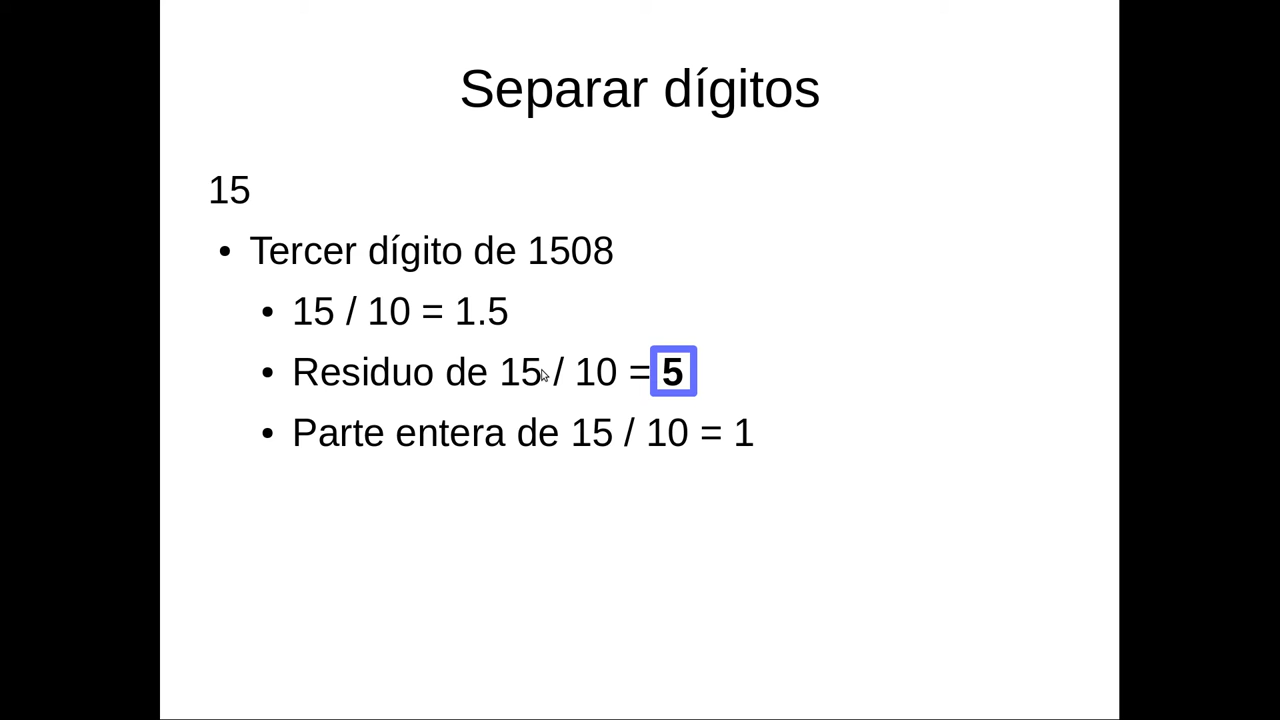 Separar dígitos
15
• Tercer dígito de 1508
• 15 / 10 = 1.5
• Residuo de 15 / 10 = 5
• Parte entera de 15 / 10 = 1